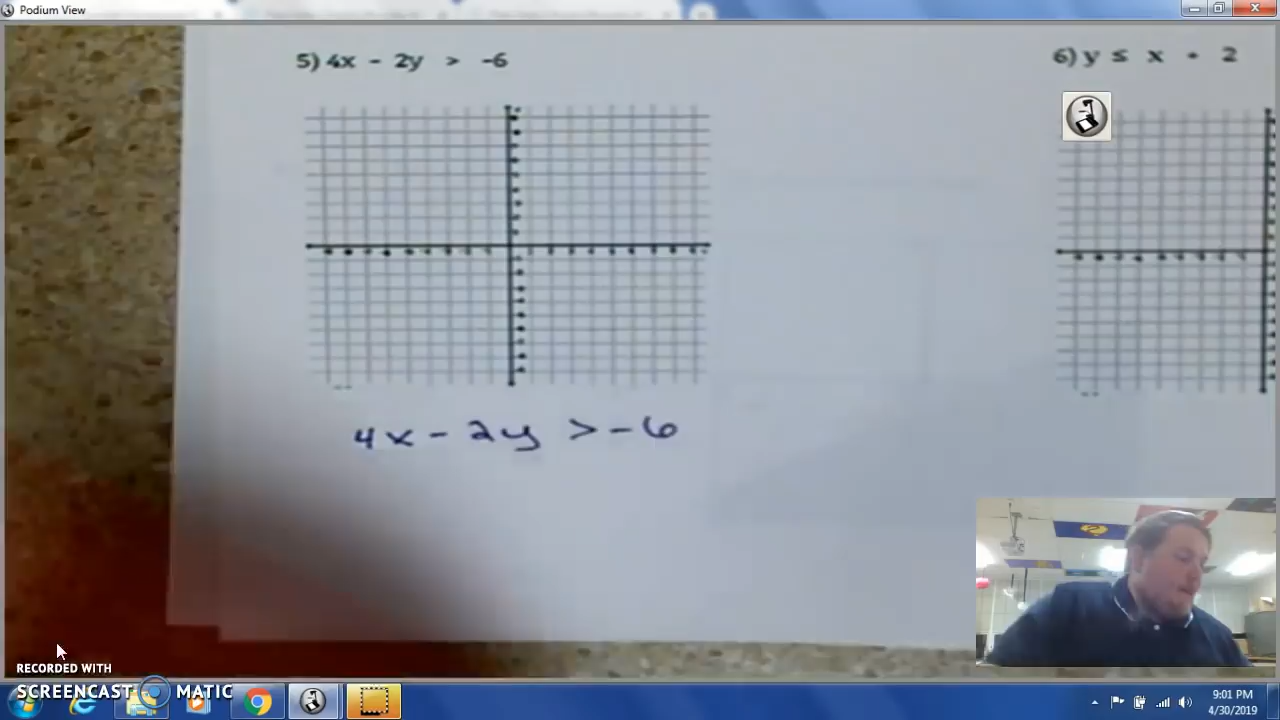 Podium View
5) 4x - 2y > -6
6) y ≤ x + 2
4x - 2y > -6
RECORDED WITH
SCREENCAST MATIC
9:01 PM
4/30/2019